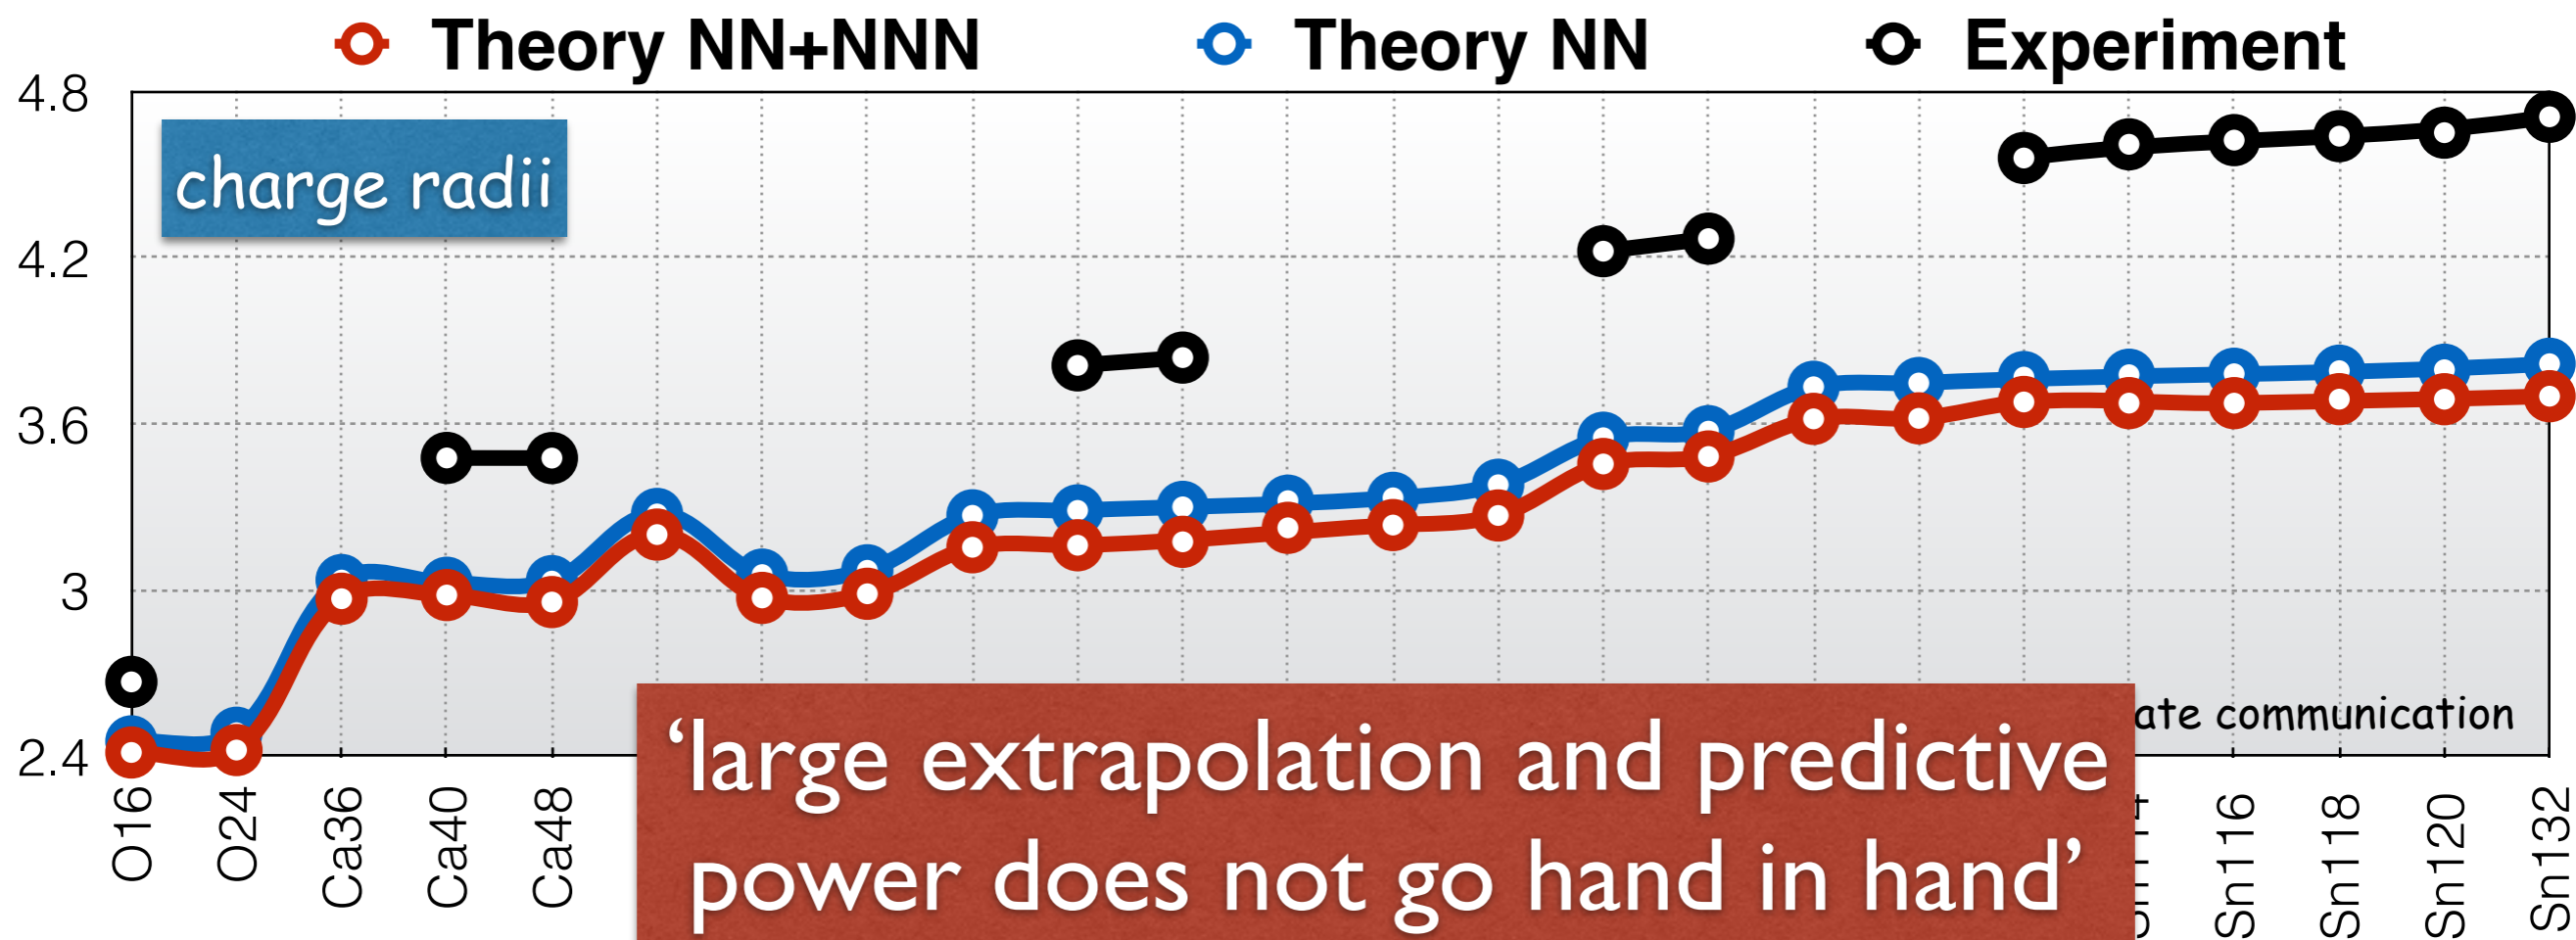 Theory NN+NNN Theory NN Experiment
4.8
charge radii
4.2
3.6
3
2.4
ate communication
O16 O24 Ca36 Ca40 Ca48 Sn116 Sn118 Sn120 Sn132
‘large extrapolation and predictive
power does not go hand in hand’